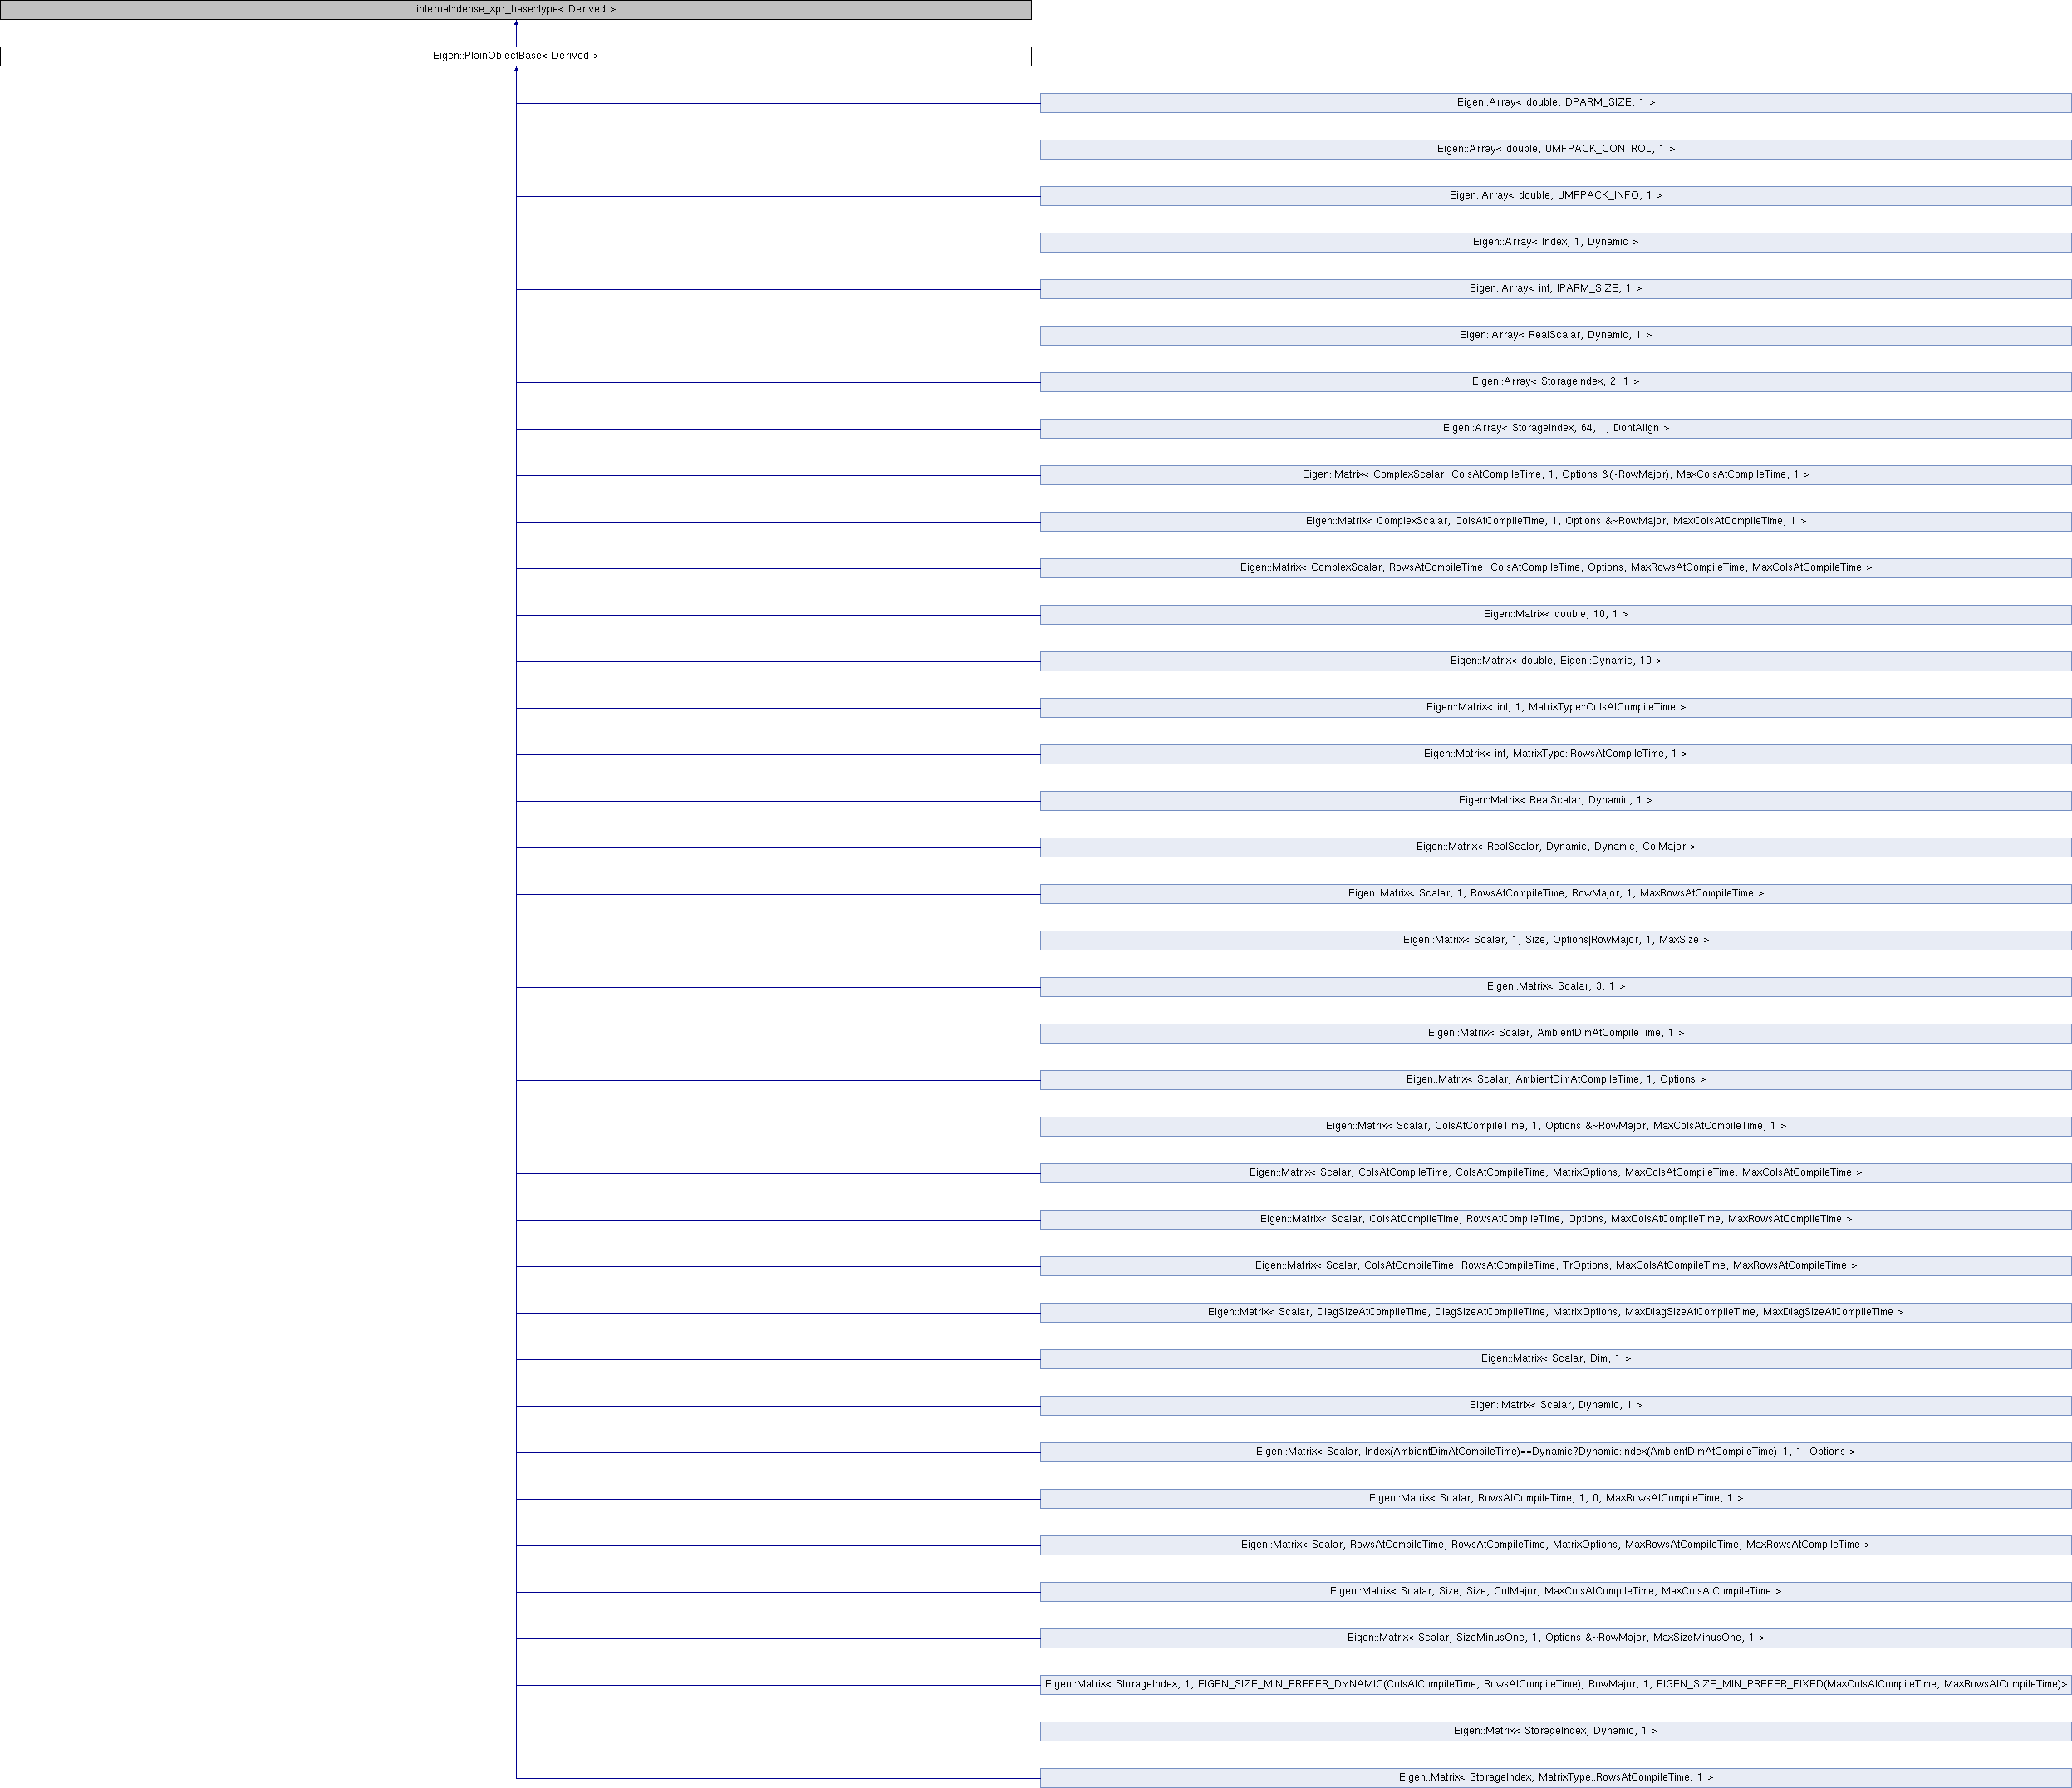 internal::dense_xpr_base::type< Derived >
Eigen::PlainObjectBase< Derived >
Eigen::Array< double, DPARM_SIZE, 1 >
Eigen::Array< double, UMFPACK_CONTROL, 1 >
Eigen::Array< double, UMFPACK_INFO, 1 >
Eigen::Array< Index, 1, Dynamic >
Eigen::Array< int, IPARM_SIZE, 1 >
Eigen::Array< RealScalar, Dynamic, 1 >
Eigen::Array< StorageIndex, 2, 1 >
Eigen::Array< StorageIndex, 64, 1, DontAlign >
Eigen::Matrix< ComplexScalar, ColsAtCompileTime, 1, Options &(~RowMajor), MaxColsAtCompileTime, 1 >
Eigen::Matrix< ComplexScalar, ColsAtCompileTime, 1, Options &~RowMajor, MaxColsAtCompileTime, 1 >
Eigen::Matrix< ComplexScalar, RowsAtCompileTime, ColsAtCompileTime, Options, MaxRowsAtCompileTime, MaxColsAtCompileTime >
Eigen::Matrix< double, 10, 1 >
Eigen::Matrix< double, Eigen::Dynamic, 10 >
Eigen::Matrix< int, 1, MatrixType::ColsAtCompileTime >
Eigen::Matrix< int, MatrixType::RowsAtCompileTime, 1 >
Eigen::Matrix< RealScalar, Dynamic, 1 >
Eigen::Matrix< RealScalar, Dynamic, Dynamic, ColMajor >
Eigen::Matrix< Scalar, 1, RowsAtCompileTime, RowMajor, 1, MaxRowsAtCompileTime >
Eigen::Matrix< Scalar, 1, Size, Options|RowMajor, 1, MaxSize >
Eigen::Matrix< Scalar, 3, 1 >
Eigen::Matrix< Scalar, AmbientDimAtCompileTime, 1 >
Eigen::Matrix< Scalar, AmbientDimAtCompileTime, 1, Options >
Eigen::Matrix< Scalar, ColsAtCompileTime, 1, Options &~RowMajor, MaxColsAtCompileTime, 1 >
Eigen::Matrix< Scalar, ColsAtCompileTime, ColsAtCompileTime, MatrixOptions, MaxColsAtCompileTime, MaxColsAtCompileTime >
Eigen::Matrix< Scalar, ColsAtCompileTime, RowsAtCompileTime, Options, MaxColsAtCompileTime, MaxRowsAtCompileTime >
Eigen::Matrix< Scalar, ColsAtCompileTime, RowsAtCompileTime, TrOptions, MaxColsAtCompileTime, MaxRowsAtCompileTime >
Eigen::Matrix< Scalar, DiagSizeAtCompileTime, DiagSizeAtCompileTime, MatrixOptions, MaxDiagSizeAtCompileTime, MaxDiagSizeAtCompileTime >
Eigen::Matrix< Scalar, Dim, 1 >
Eigen::Matrix< Scalar, Dynamic, 1 >
Eigen::Matrix< Scalar, Index(AmbientDimAtCompileTime)==Dynamic?Dynamic:Index(AmbientDimAtCompileTime)+1, 1, Options >
Eigen::Matrix< Scalar, RowsAtCompileTime, 1, 0, MaxRowsAtCompileTime, 1 >
Eigen::Matrix< Scalar, RowsAtCompileTime, RowsAtCompileTime, MatrixOptions, MaxRowsAtCompileTime, MaxRowsAtCompileTime >
Eigen::Matrix< Scalar, Size, Size, ColMajor, MaxColsAtCompileTime, MaxColsAtCompileTime >
Eigen::Matrix< Scalar, SizeMinusOne, 1, Options &~RowMajor, MaxSizeMinusOne, 1 >
Eigen::Matrix< StorageIndex, 1, EIGEN_SIZE_MIN_PREFER_DYNAMIC(ColsAtCompileTime, RowsAtCompileTime), RowMajor, 1, EIGEN_SIZE_MIN_PREFER_FIXED(MaxColsAtCompileTime, MaxRowsAtCompileTime)>
Eigen::Matrix< StorageIndex, Dynamic, 1 >
Eigen::Matrix< StorageIndex, MatrixType::RowsAtCompileTime, 1 >